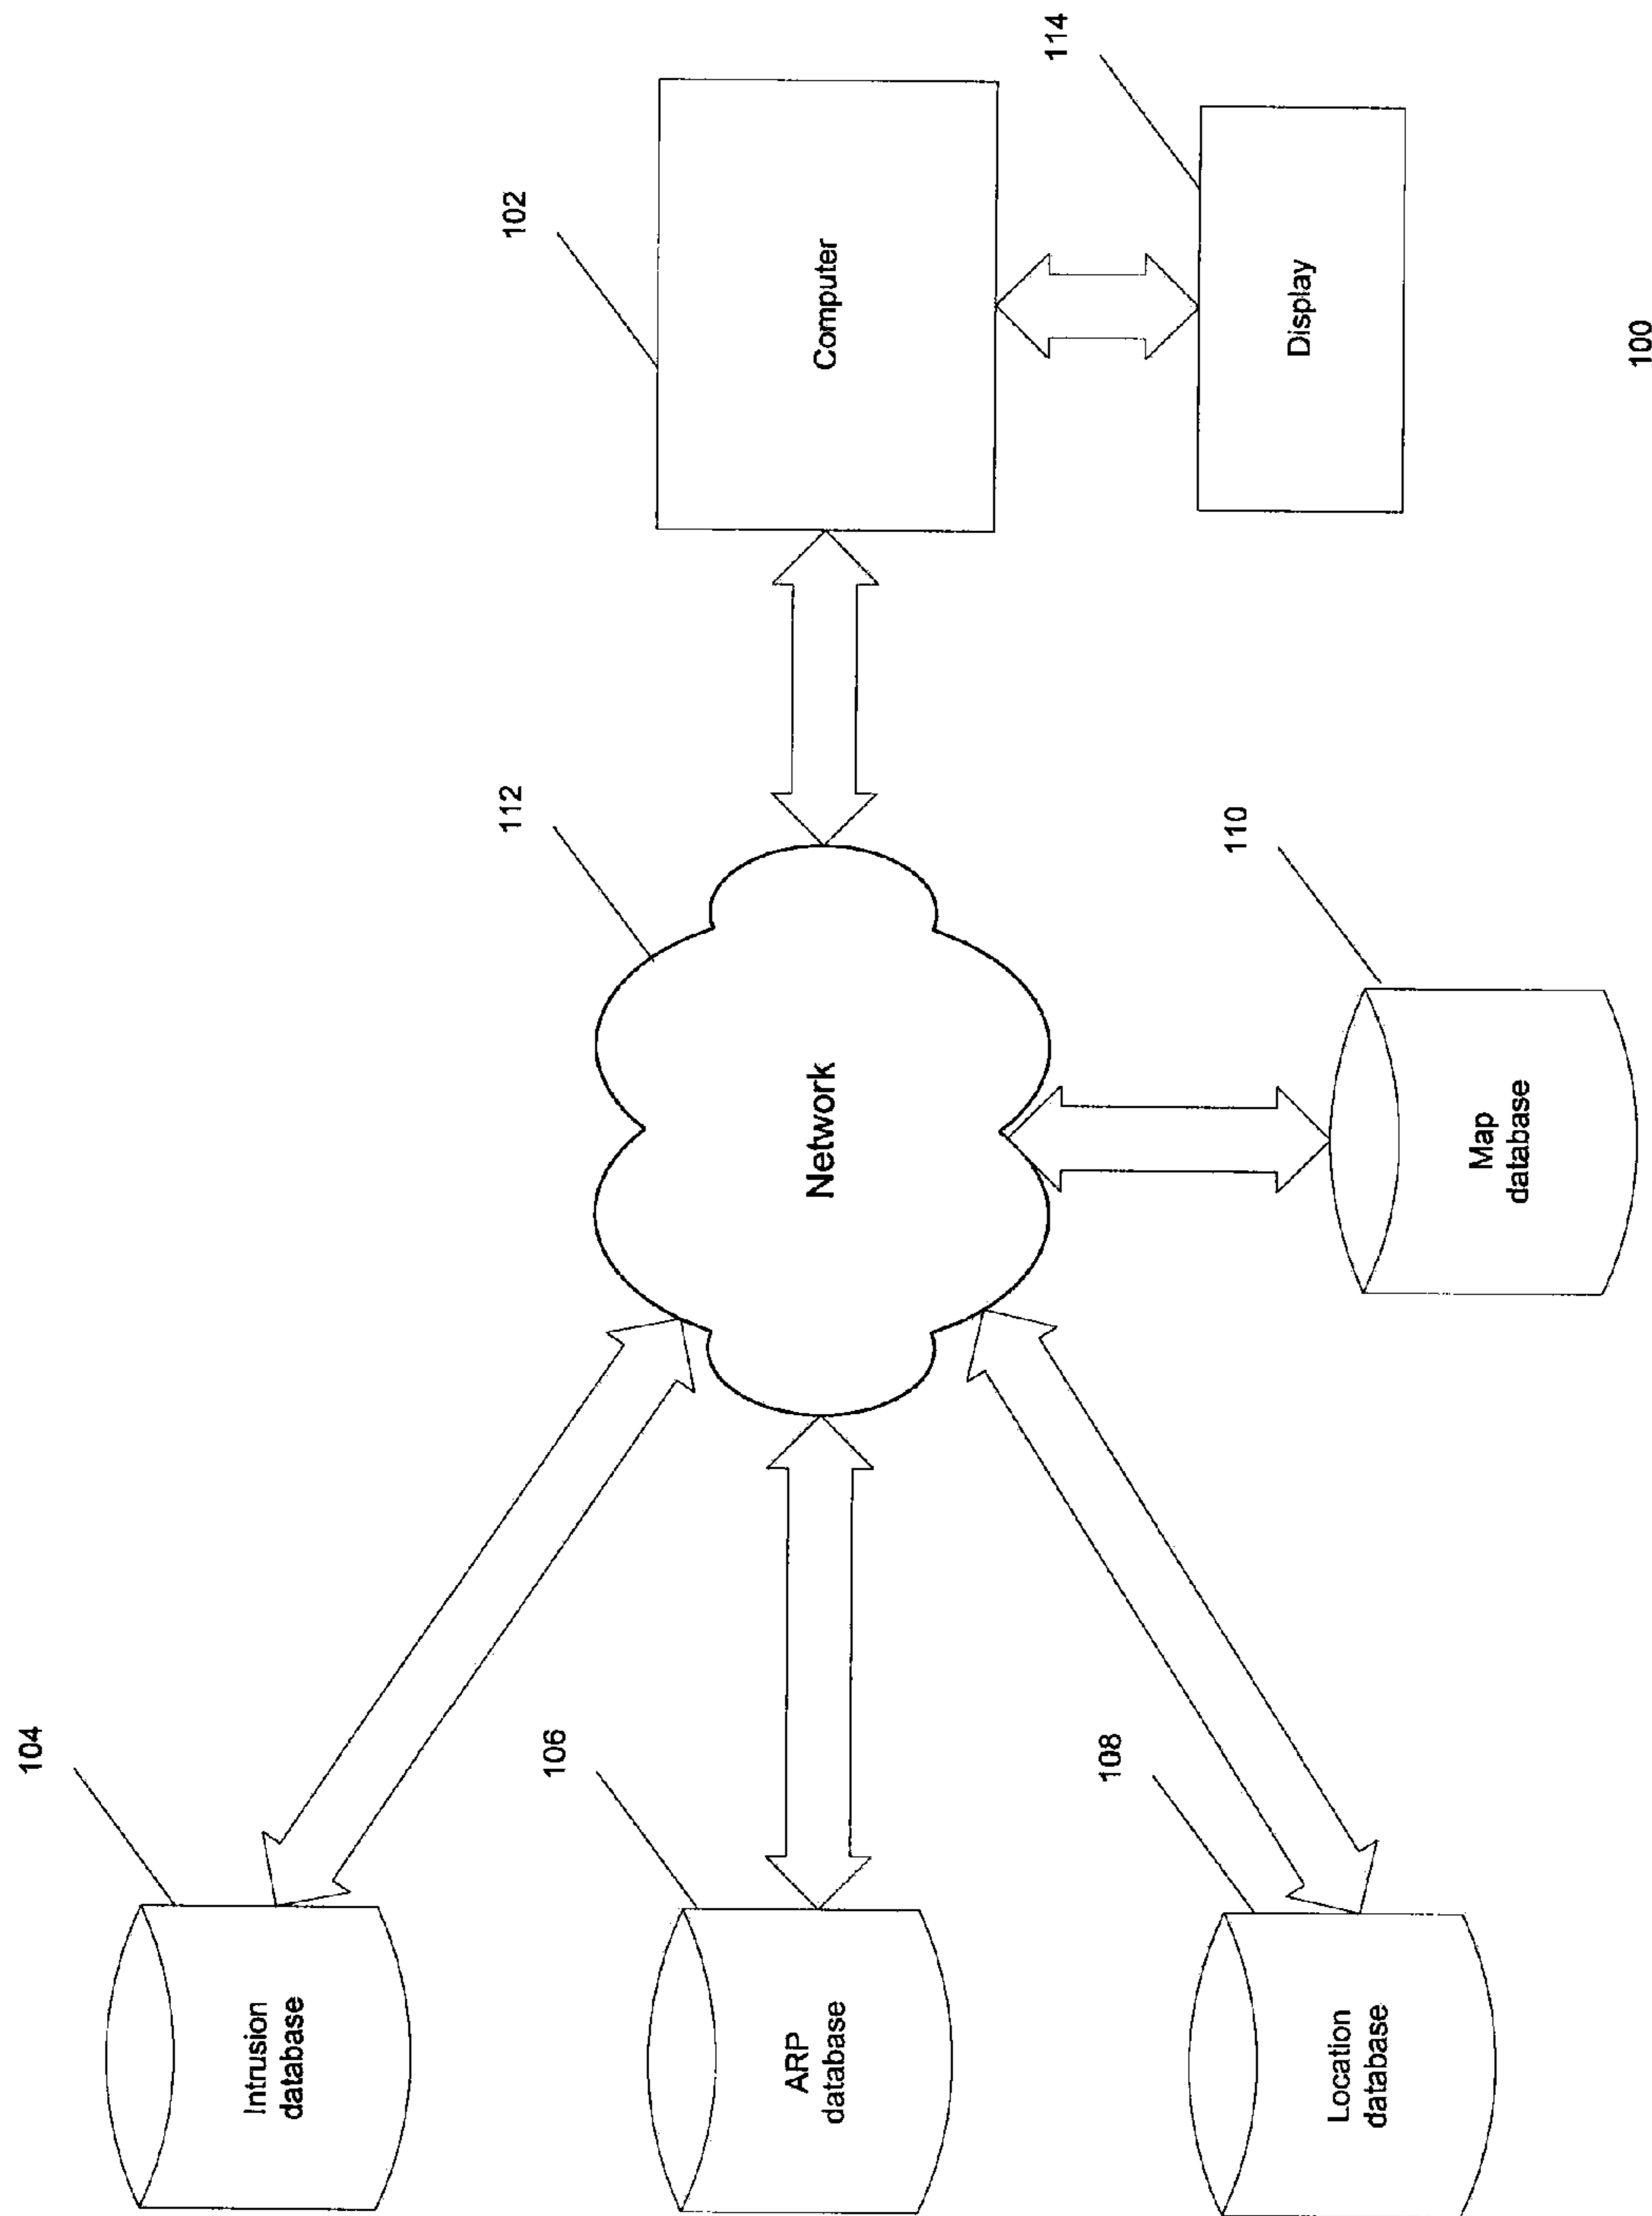 104
Intrusion
database
106
ARP
database
108
Location
database
112
Network
110
Map
database
102
Computer
114
Display
100